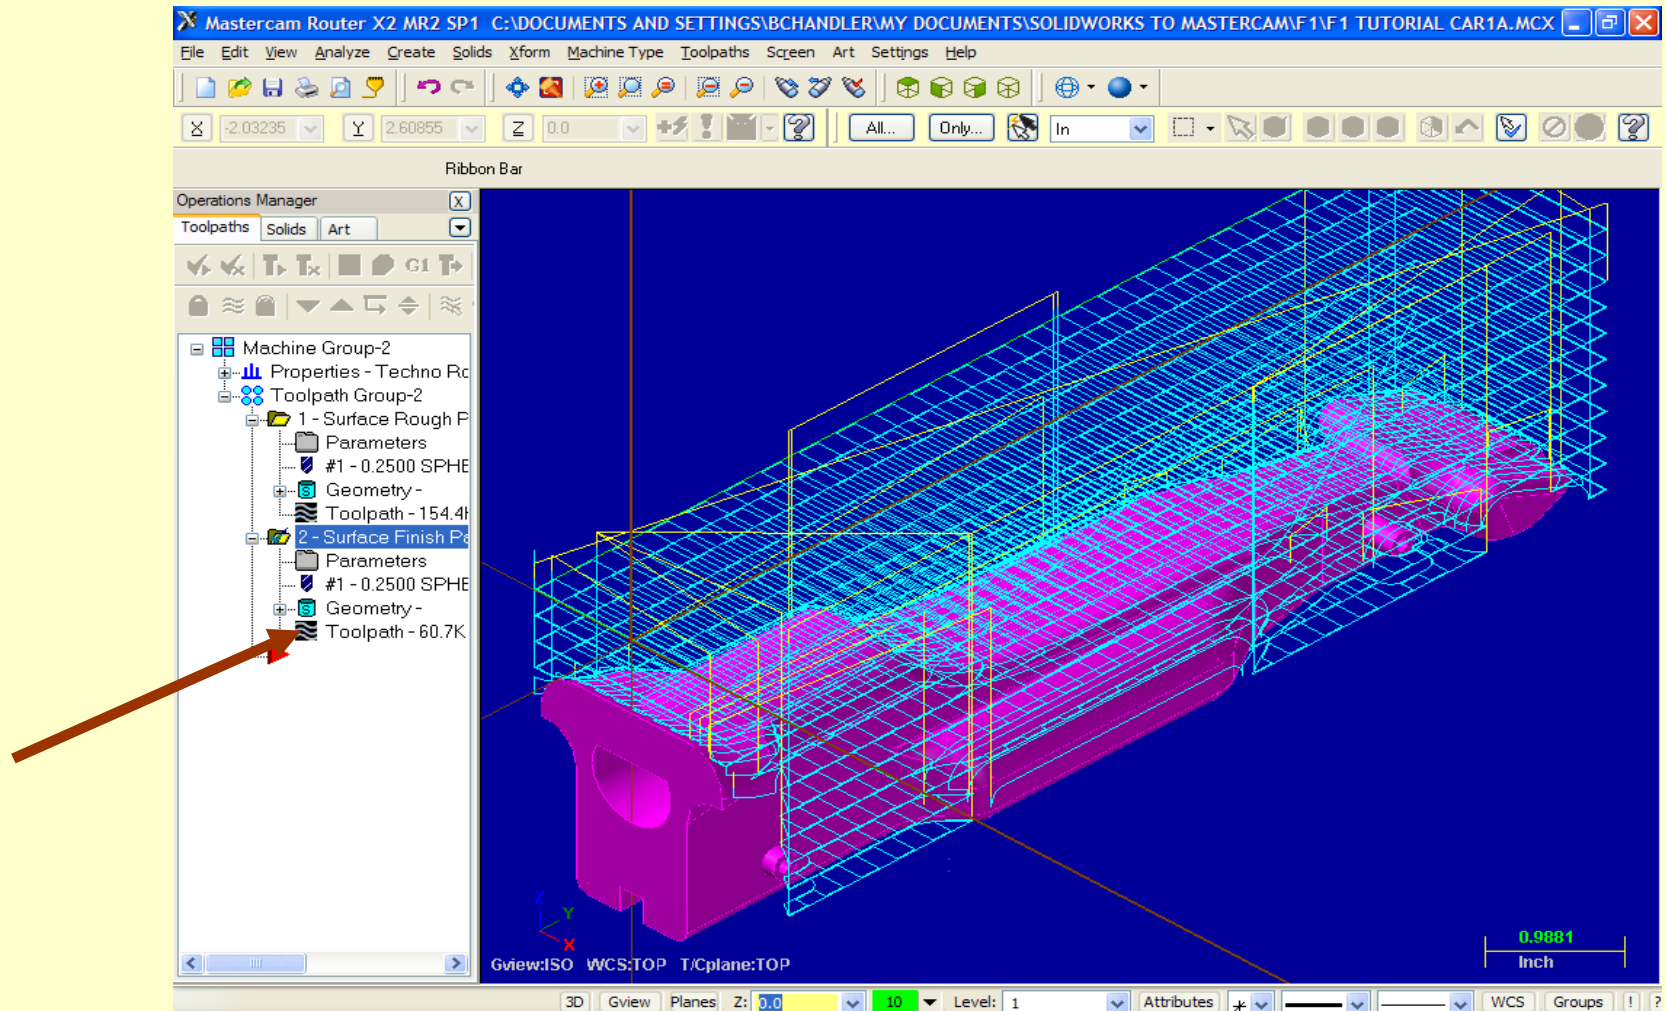 Mastercam Router X2 MR2 SP1 C:\DOCUMENTS AND SETTINGS\BCHANDLER\MY DOCUMENTS\SOLIDWORKS TO MASTERCAM\F1\F1 TUTORIAL CAR1A.MCX
File Edit View Analyze Create Solids Xform Machine Type Toolpaths Screen Art Settings Help
X -2.03235 Y 2.60855 Z 0.0 All... Only... In
Ribbon Bar
Operations Manager X
Toolpaths Solids Art
G1
Machine Group-2
Properties - Techno Ro
Toolpath Group-2
1 - Surface Rough P
Parameters
#1 - 0.2500 SPHE
Geometry -
Toolpath - 154.4
2 - Surface Finish Pa
Parameters
#1 - 0.2500 SPHE
Geometry -
Toolpath - 60.7K
Z
Y
X
0.9881
Inch
Gview:ISO WCS:TOP T/Cplane:TOP
3D Gview Planes Z: 0.0 10 Level: 1 Attributes WCS Groups ! ?